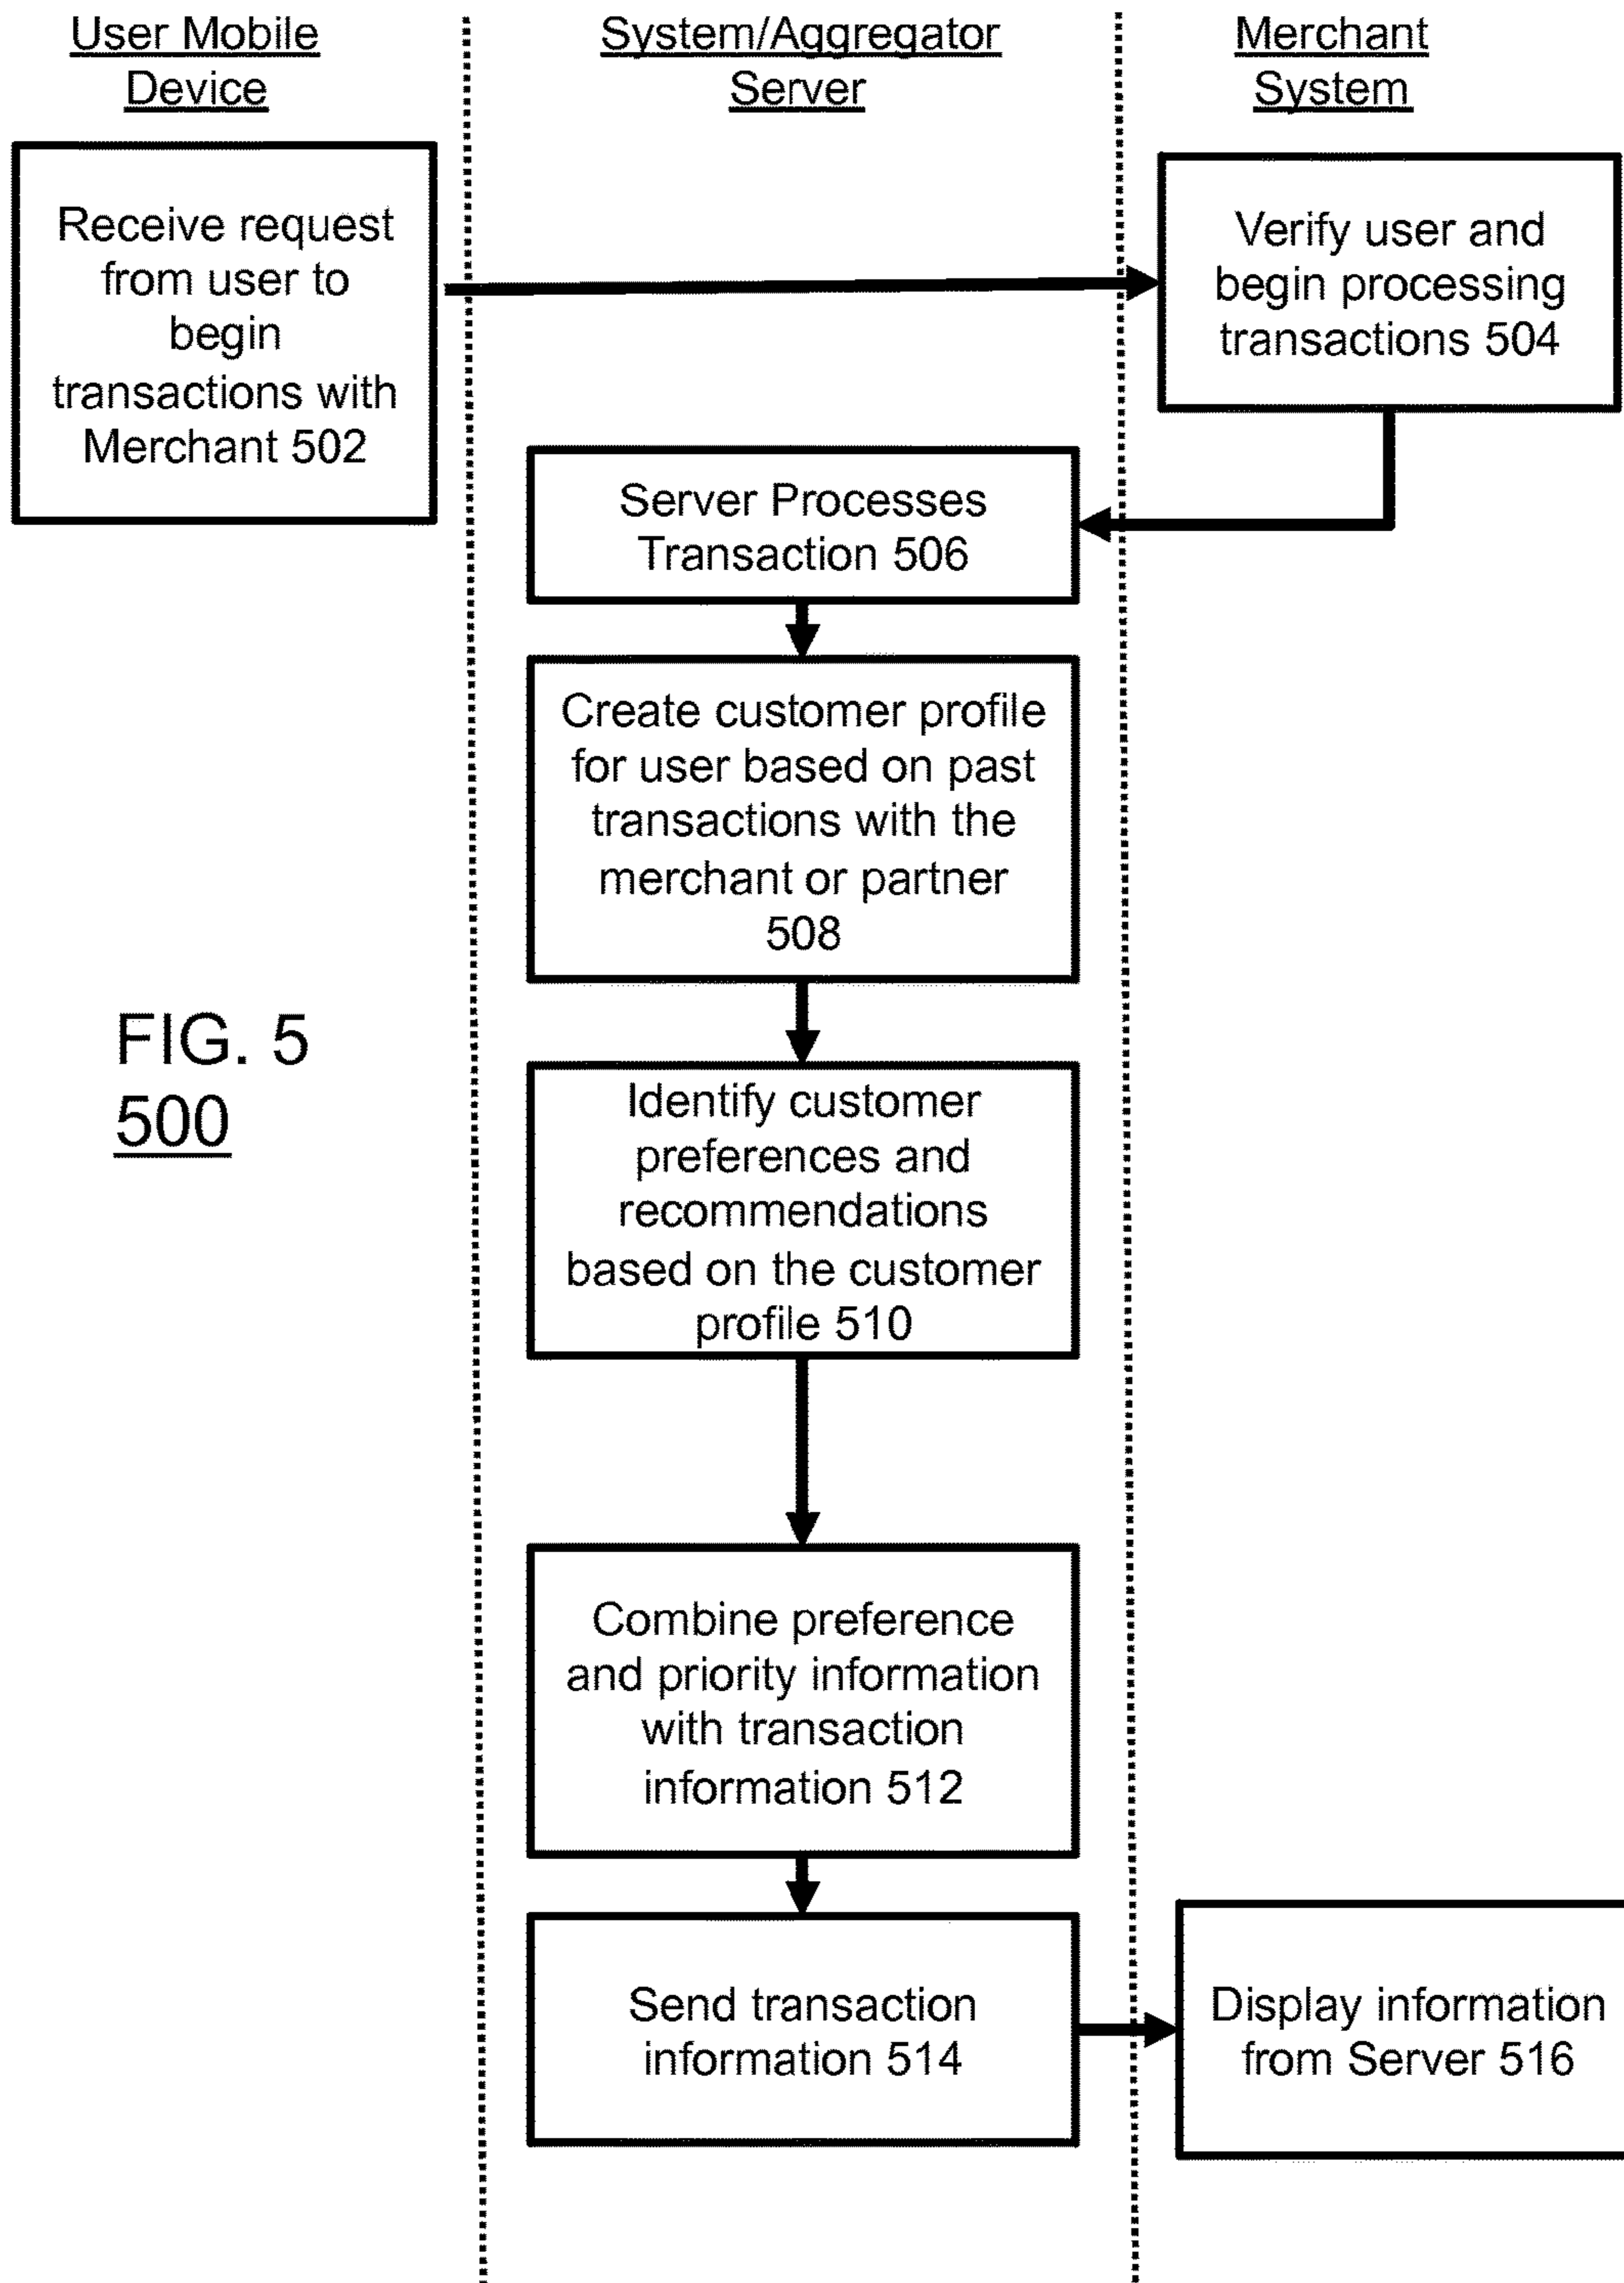 User Mobile
Device
System/Aggregator
Server
Merchant
System
Receive request
from user to
begin
transactions with
Merchant 502
Verify user and
begin processing
transactions 504
Server Processes
Transaction 506
Create customer profile
for user based on past
transactions with the
merchant or partner
508
FIG. 5
500
Identify customer
preferences and
recommendations
based on the customer
profile 510
Combine preference
and priority information
with transaction
information 512
Send transaction
information 514
Display information
from Server 516